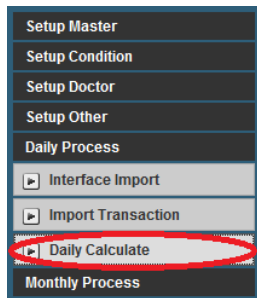 Setup Master
Setup Condition
Setup Doctor
Setup Other
Daily Process
Interface Import
Import Transaction
Daily Calculate
Monthly Process